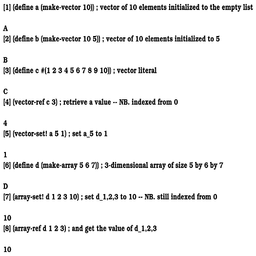 [1] (define a (make-vector 10)) ; vector of 10 elements initialized to the empty list
A
[2] (define b (make-vector 10 5)) ; vector of 10 elements initialized to 5
B
[3] (define c #(1 2 3 4 5 6 7 8 9 10)) ; vector literal
C
[4] (vector-ref c 3) ; retrieve a value -- NB. indexed from 0
4
[5] (vector-set! a 5 1) ; set a_5 to 1
1
[6] (define d (make-array 5 6 7)) ; 3-dimensional array of size 5 by 6 by 7
D
[7] (array-set! d 1 2 3 10) ; set d_1,2,3 to 10 -- NB. still indexed from 0
10
[8] (array-ref d 1 2 3) ; and get the value of d_1,2,3
10